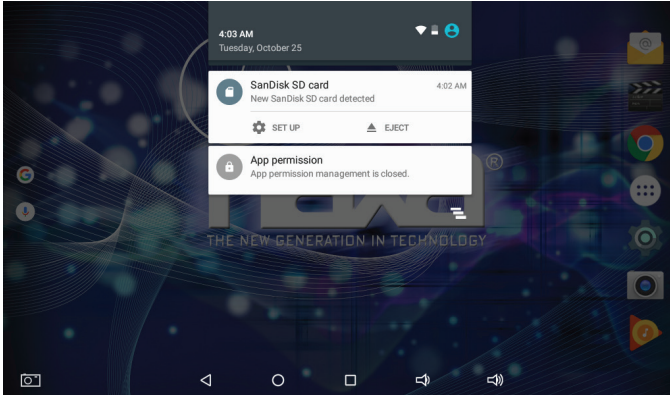 4:03 AM
Tuesday, October 25
SanDisk SD card
4:02 AM
New SanDisk SD card detected
SET UP
EJECT
App permission
App permission management is closed.
®
THE NEW GENERATION IN TECHNOLOGY